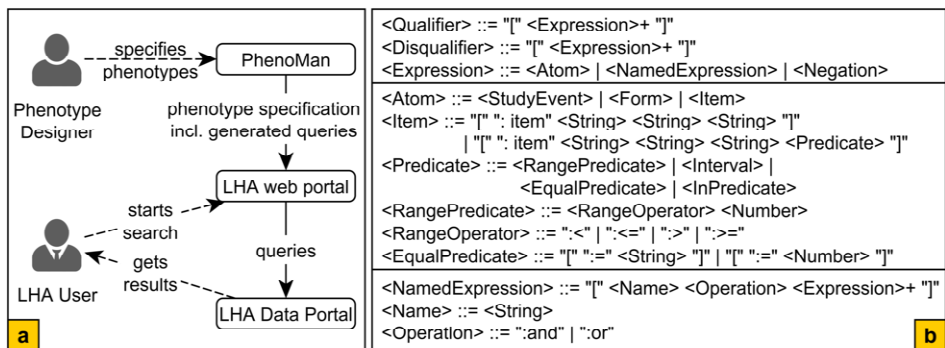 specifies
phenotypes
PhenoMan
Phenotype
Designer
phenotype specification
incl. generated queries
LHA web portal
starts
search
queries
gets
results
LHA User
LHA Data Portal
a
<Qualifier> ::= "[" <Expression>+ "]"
<Disqualifier> ::= "[" <Expression>+ "]"
<Expression> ::= <Atom> | <NamedExpression> | <Negation>
<Atom> ::= <StudyEvent> | <Form> | <Item>
<Item> ::= "[" ": item" <String> <String> <String> "]"
| "[" ": item" <String> <String> <String> <Predicate> "]"
<Predicate> ::= <RangePredicate> | <Interval> |
<EqualPredicate> | <InPredicate>
<RangePredicate> ::= <RangeOperator> <Number>
<RangeOperator> ::= ":<" | ":<=" | ":>" | ":>="
<EqualPredicate> ::= "[" ":=" <String> "]" | "[" ":=" <Number> "]"
<NamedExpression> ::= "[" <Name> <Operation> <Expression>+ "]"
<Name> ::= <String>
<Operation> ::= ":and" | ":or"
b